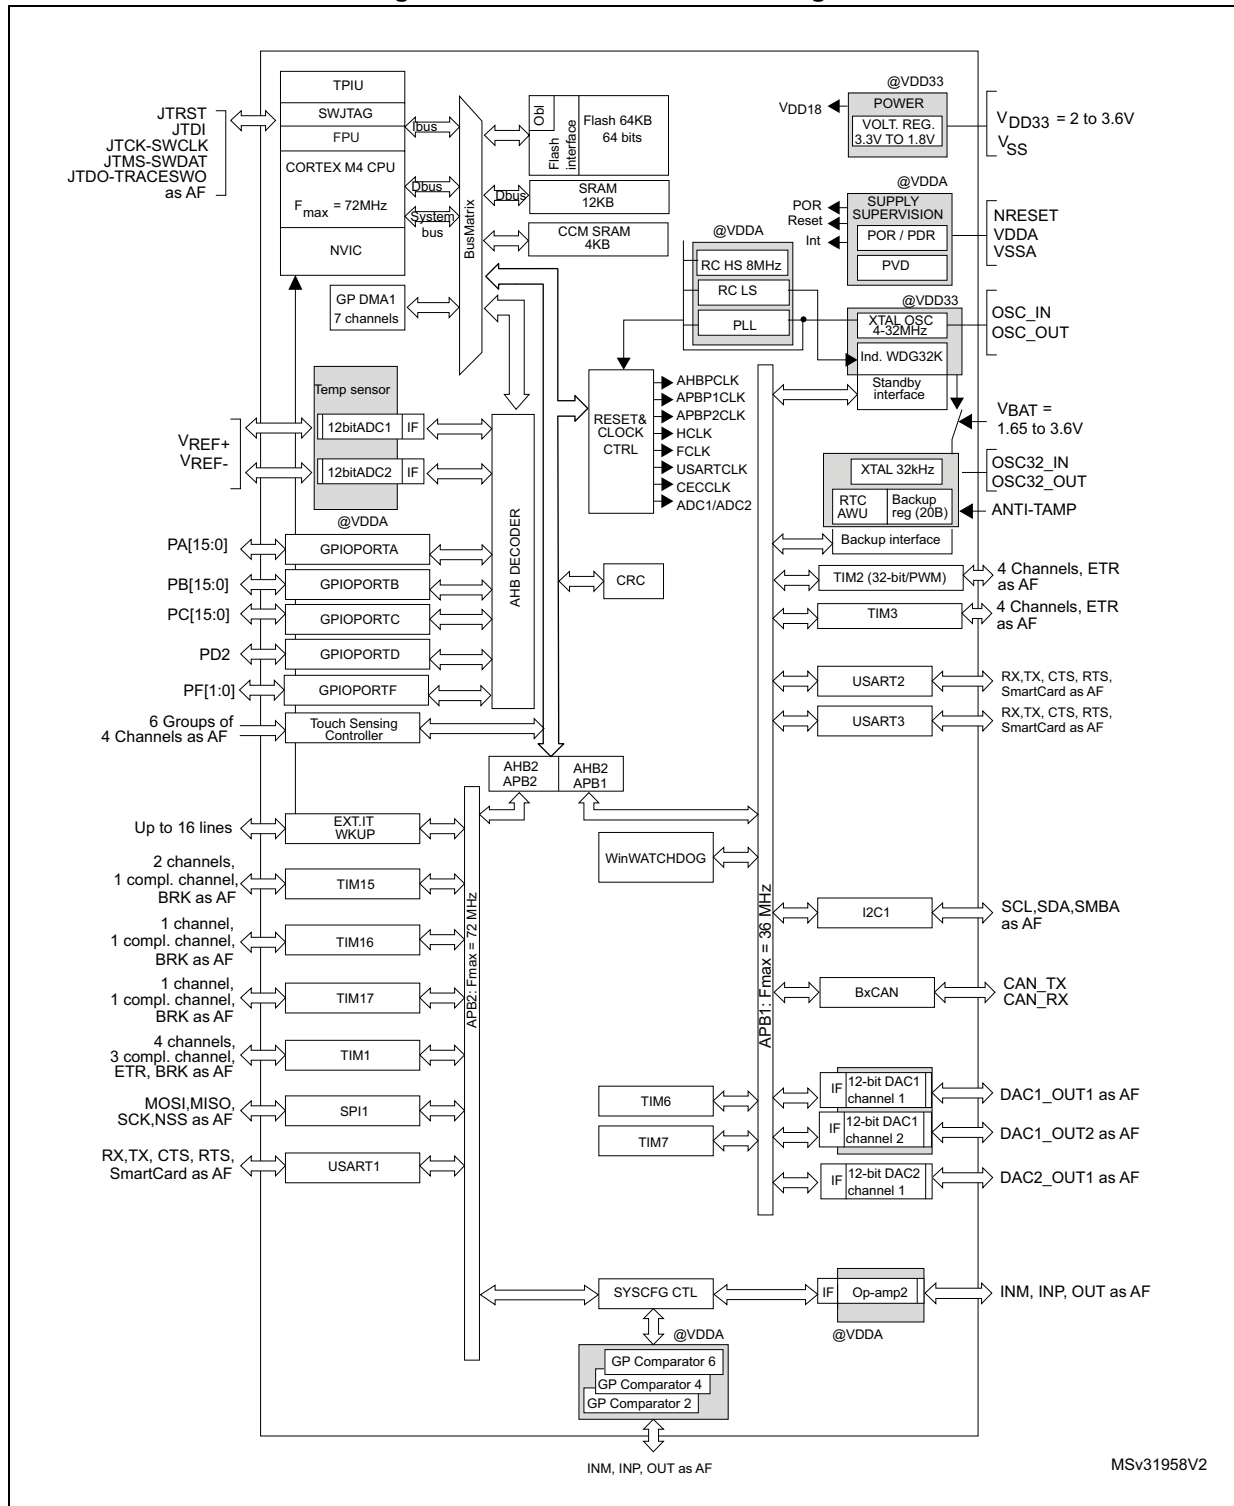 TPIU
SWJTAG
FPU
CORTEX M4 CPU
Fmax = 72MHz
NVIC
JTRST
JTDI
JTCK-SWCLK
JTMS-SWDAT
JTDO-TRACESWO
as AF
Ibus
Dbus
System
bus
BusMatrix
Obl
Flash
interface
Flash 64KB
64 bits
Dbus
SRAM
12KB
CCM SRAM
4KB
GP DMA1
7 channels
@VDD33
VDD18
POWER
VOLT. REG.
3.3V TO 1.8V
VDD33 = 2 to 3.6V
VSS
@VDDA
POR
Reset
Int
SUPPLY
SUPERVISION
POR / PDR
PVD
NRESET
VDDA
VSSA
@VDDA
RC HS 8MHz
RC LS
PLL
@VDD33
XTAL OSC
4-32MHz
Ind. WDG32K
Standby
interface
OSC_IN
OSC_OUT
VBAT =
1.65 to 3.6V
XTAL 32kHz
RTC
AWU
Backup
reg (20B)
Backup interface
OSC32_IN
OSC32_OUT
ANTI-TAMP
RESET&
CLOCK
CTRL
AHBPCLK
APBP1CLK
APBP2CLK
HCLK
FCLK
USARTCLK
CECCLK
ADC1/ADC2
Temp sensor
VREF+
VREF-
12bitADC1
IF
12bitADC2
IF
@VDDA
AHB DECODER
PA[15:0]
GPIOPORTA
PB[15:0]
GPIOPORTB
PC[15:0]
GPIOPORTC
PD2
GPIOPORTD
PF[1:0]
GPIOPORTF
6 Groups of
4 Channels as AF
Touch Sensing
Controller
CRC
AHB2
APB2
AHB2
APB1
TIM2 (32-bit/PWM)
4 Channels, ETR
as AF
TIM3
4 Channels, ETR
as AF
USART2
RX,TX, CTS, RTS,
SmartCard as AF
USART3
RX,TX, CTS, RTS,
SmartCard as AF
Up to 16 lines
EXT.IT
WKUP
2 channels,
1 compl. channel,
BRK as AF
TIM15
1 channel,
1 compl. channel,
BRK as AF
TIM16
1 channel,
1 compl. channel,
BRK as AF
TIM17
4 channels,
3 compl. channel,
ETR, BRK as AF
TIM1
MOSI,MISO,
SCK,NSS as AF
SPI1
RX,TX, CTS, RTS,
SmartCard as AF
USART1
APB2: Fmax = 72 MHz
WinWATCHDOG
APB1: Fmax = 36 MHz
I2C1
SCL,SDA,SMBA
as AF
BxCAN
CAN_TX
CAN_RX
TIM6
TIM7
IF
12-bit DAC1
channel 1
DAC1_OUT1 as AF
IF
12-bit DAC1
channel 2
DAC1_OUT2 as AF
IF
12-bit DAC2
channel 1
DAC2_OUT1 as AF
SYSCFG CTL
IF
Op-amp2
INM, INP, OUT as AF
@VDDA
@VDDA
GP Comparator 6
GP Comparator 4
GP Comparator 2
INM, INP, OUT as AF
MSv31958V2